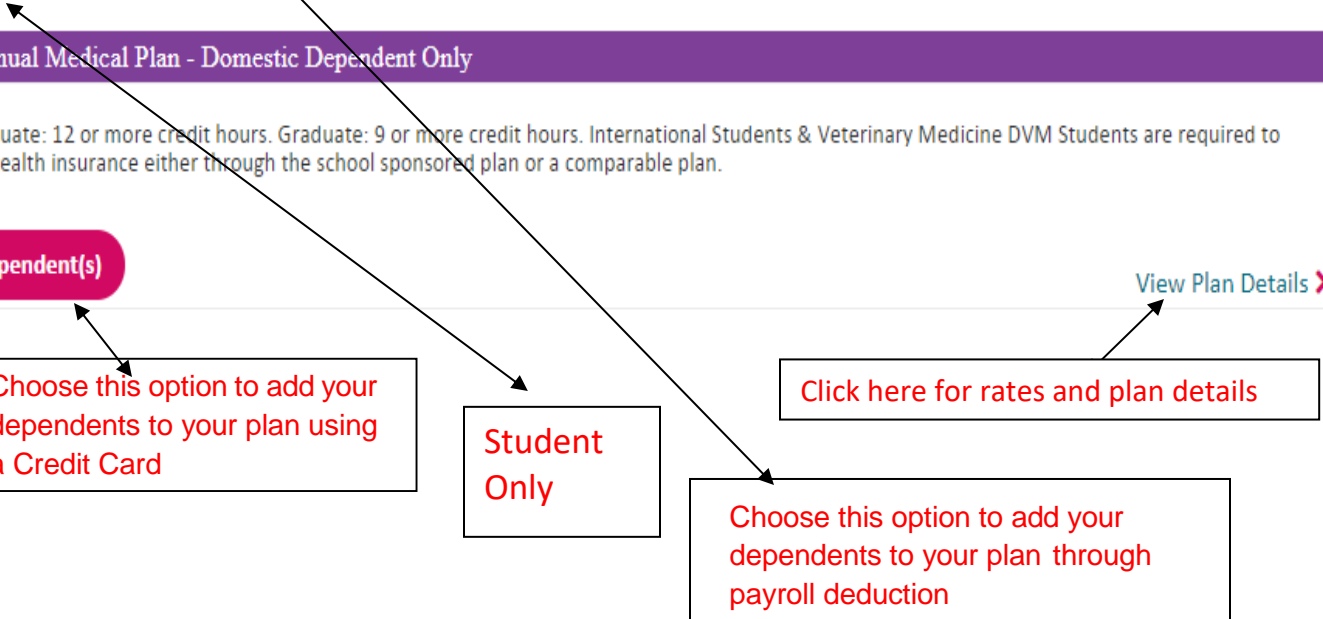 nual Medical Plan - Domestic Dependent Only
uate: 12 or more credit hours. Graduate: 9 or more credit hours. International Students & Veterinary Medicine DVM Students are required to
ealth insurance either through the school sponsored plan or a comparable plan.
pendent(s)
View Plan Details
Choose this option to add your
dependents to your plan using
a Credit Card
Student
Only
Click here for rates and plan details
Choose this option to add your
dependents to your plan through
payroll deduction